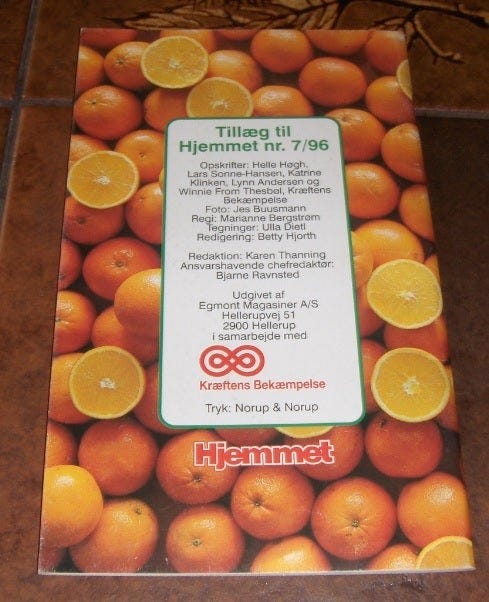 Tillæg til
Hjemmet nr. 7/96
Opskrifter: Helle Høgh,
Lars Sonne-Hansen, Katrine
Klinken, Lynn Andersen og
Winnie From Thesbøl, Kræftens
Bekæmpelse
Foto: Jes Buusmann
Regi: Marianne Bergstrøm
Tegninger: Ulla Dietl
Redigering: Betty Hjorth
Redaktion: Karen Thanning
Ansvarshavende chefredaktør:
Bjarne Ravnsted
Udgivet af
Egmont Magasiner A/S
Hellerupvej 51
2900 Hellerup
i samarbejde med
Kræftens Bekæmpelse
Tryk: Norup & Norup
Hjemmet